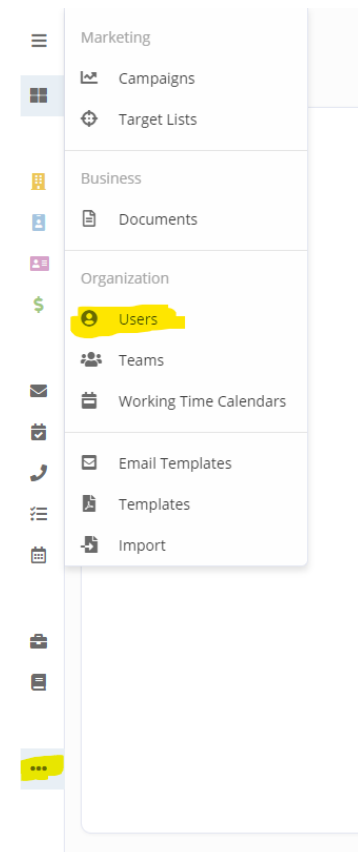 Marketing
Campaigns
Target Lists
Business
Documents
Organization
Users
Teams
Working Time Calendars
Email Templates
Templates
Import